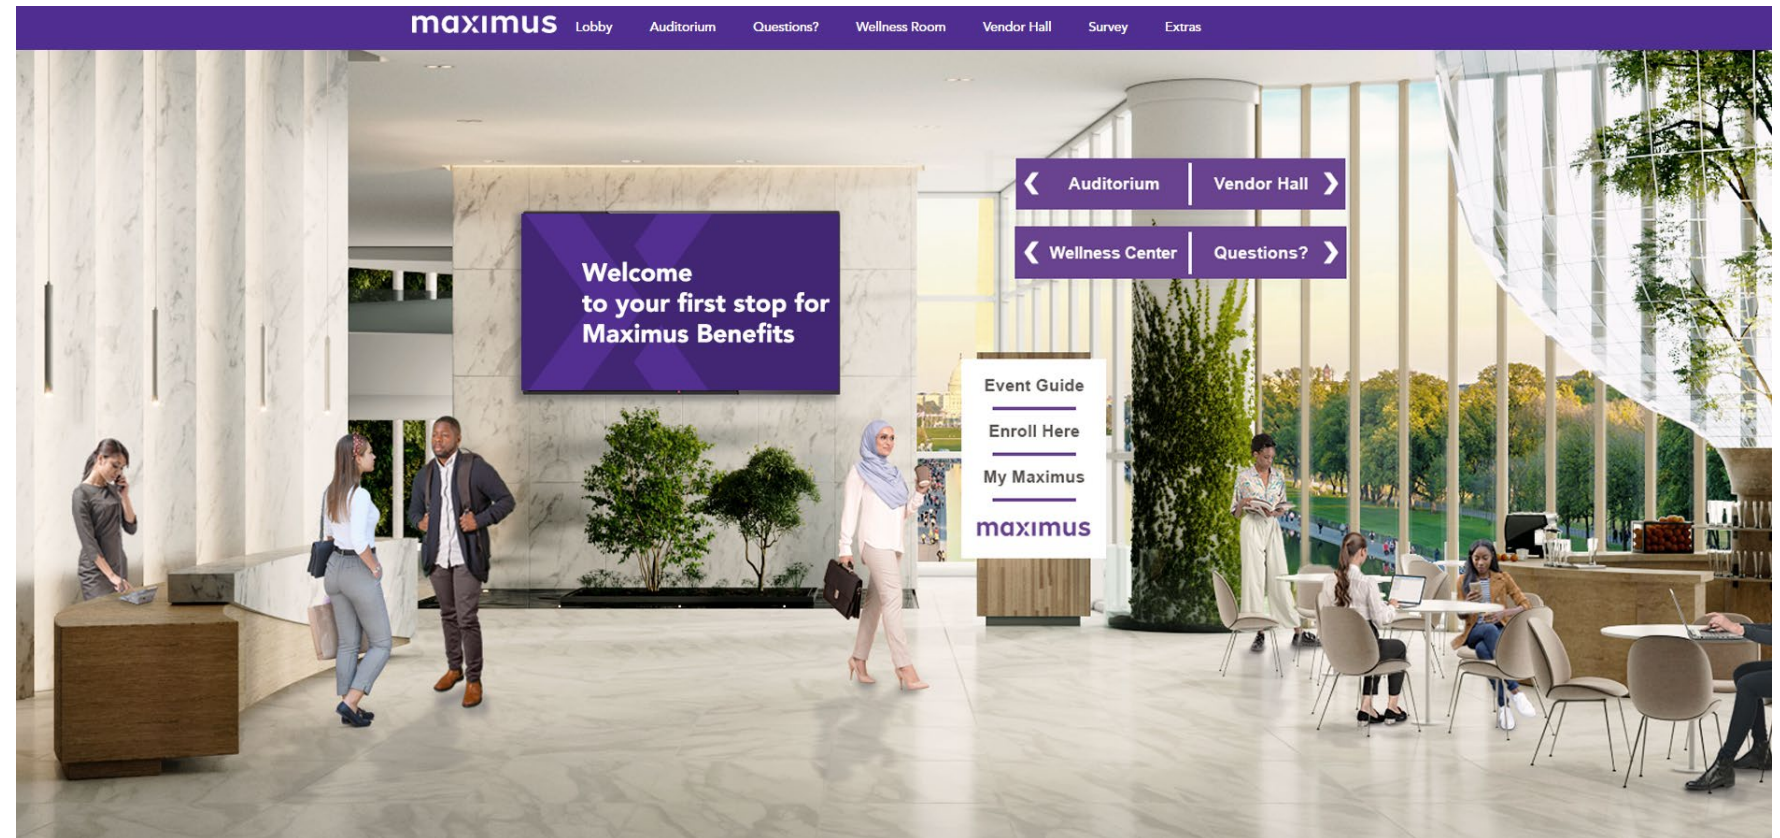 maximus Lobby Auditorium Questions? Wellness Room Vendor Hall Survey Extras
Auditorium Vendor Hall
Wellness Center Questions?
Welcome
to your first stop for
Maximus Benefits
Event Guide
Enroll Here
My Maximus
maximus